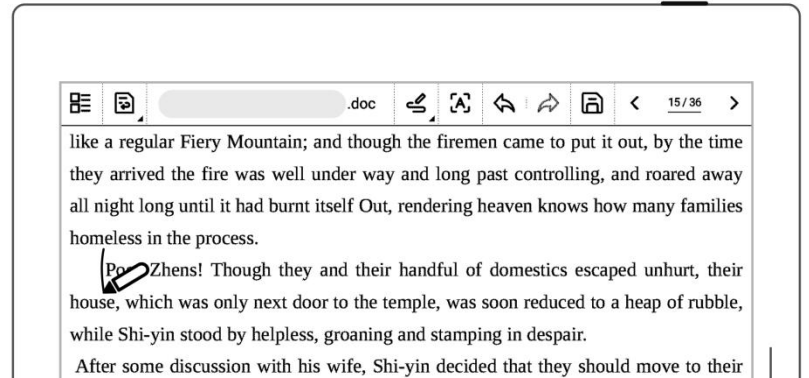 .doc
15/36
like a regular Fiery Mountain; and though the firemen came to put it out, by the time
they arrived the fire was well under way and long past controlling, and roared away
all night long until it had burnt itself Out, rendering heaven knows how many families
homeless in the process.
Zhens! Though they and their handful of domestics escaped unhurt, their
house, which was only next door to the temple, was soon reduced to a heap of rubble,
while Shi-yin stood by helpless, groaning and stamping in despair.
After some discussion with his wife, Shi-yin decided that they should move to their